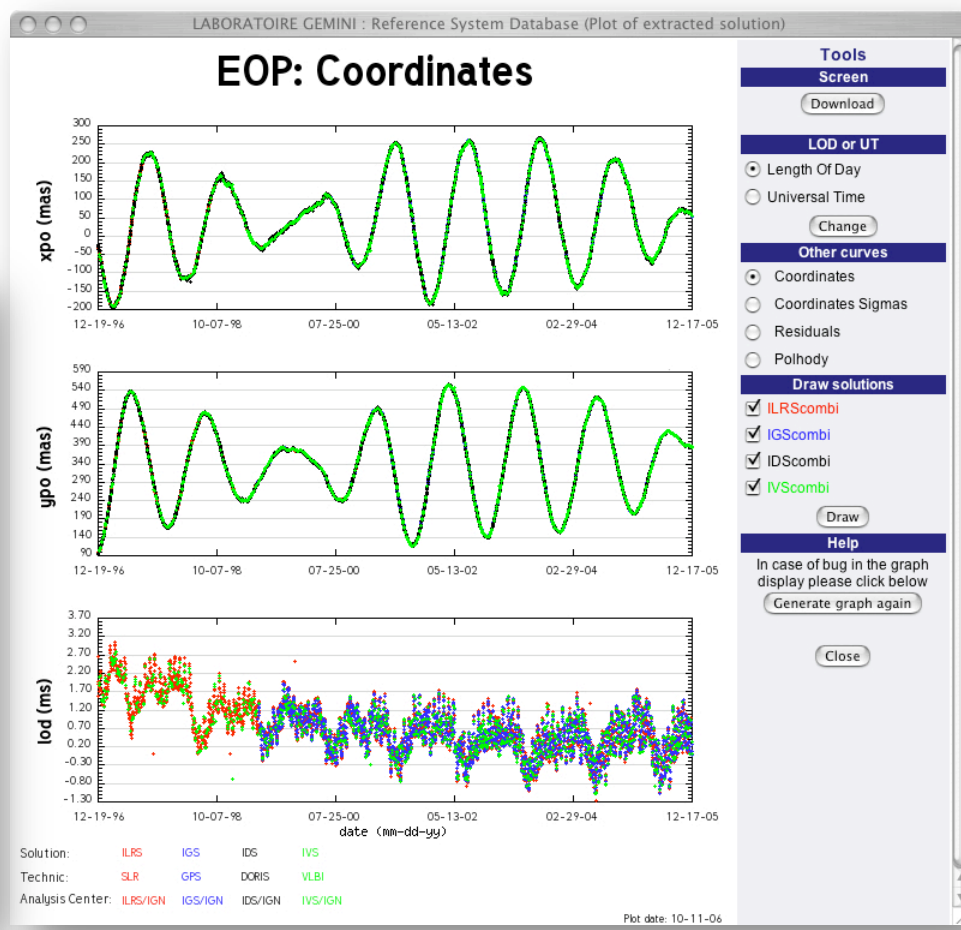 LABORATOIRE GEMINI : Reference System Database (Plot of extracted solution)
EOP: Coordinates
xpo (mas)
300
250
200
150
100
50
0
-50
-100
-150
-200
12-19-96 10-07-98 07-25-00 05-13-02 02-29-04 12-17-05
ypo (mas)
590
540
490
440
390
340
290
240
190
140
90
12-19-96 10-07-98 07-25-00 05-13-02 02-29-04 12-17-05
lod (ms)
3.70
3.20
2.70
2.20
1.70
1.20
0.70
0.20
-0.30
-0.80
-1.30
12-19-96 10-07-98 07-25-00 05-13-02 02-29-04 12-17-05
date (mm-dd-yy)
Solution: ILRS IGS IDS IVS
Technic: SLR GPS DORIS VLBI
Analysis Center: ILRS/IGN IGS/IGN IDS/IGN IVS/IGN
Plot date: 10-11-06
Tools
Screen
Download
LOD or UT
Length Of Day
Universal Time
Change
Other curves
Coordinates
Coordinates Sigmas
Residuals
Polhody
Draw solutions
ILRScombi
IGScombi
IDScombi
IVScombi
Draw
Help
In case of bug in the graph
display please click below
Generate graph again
Close